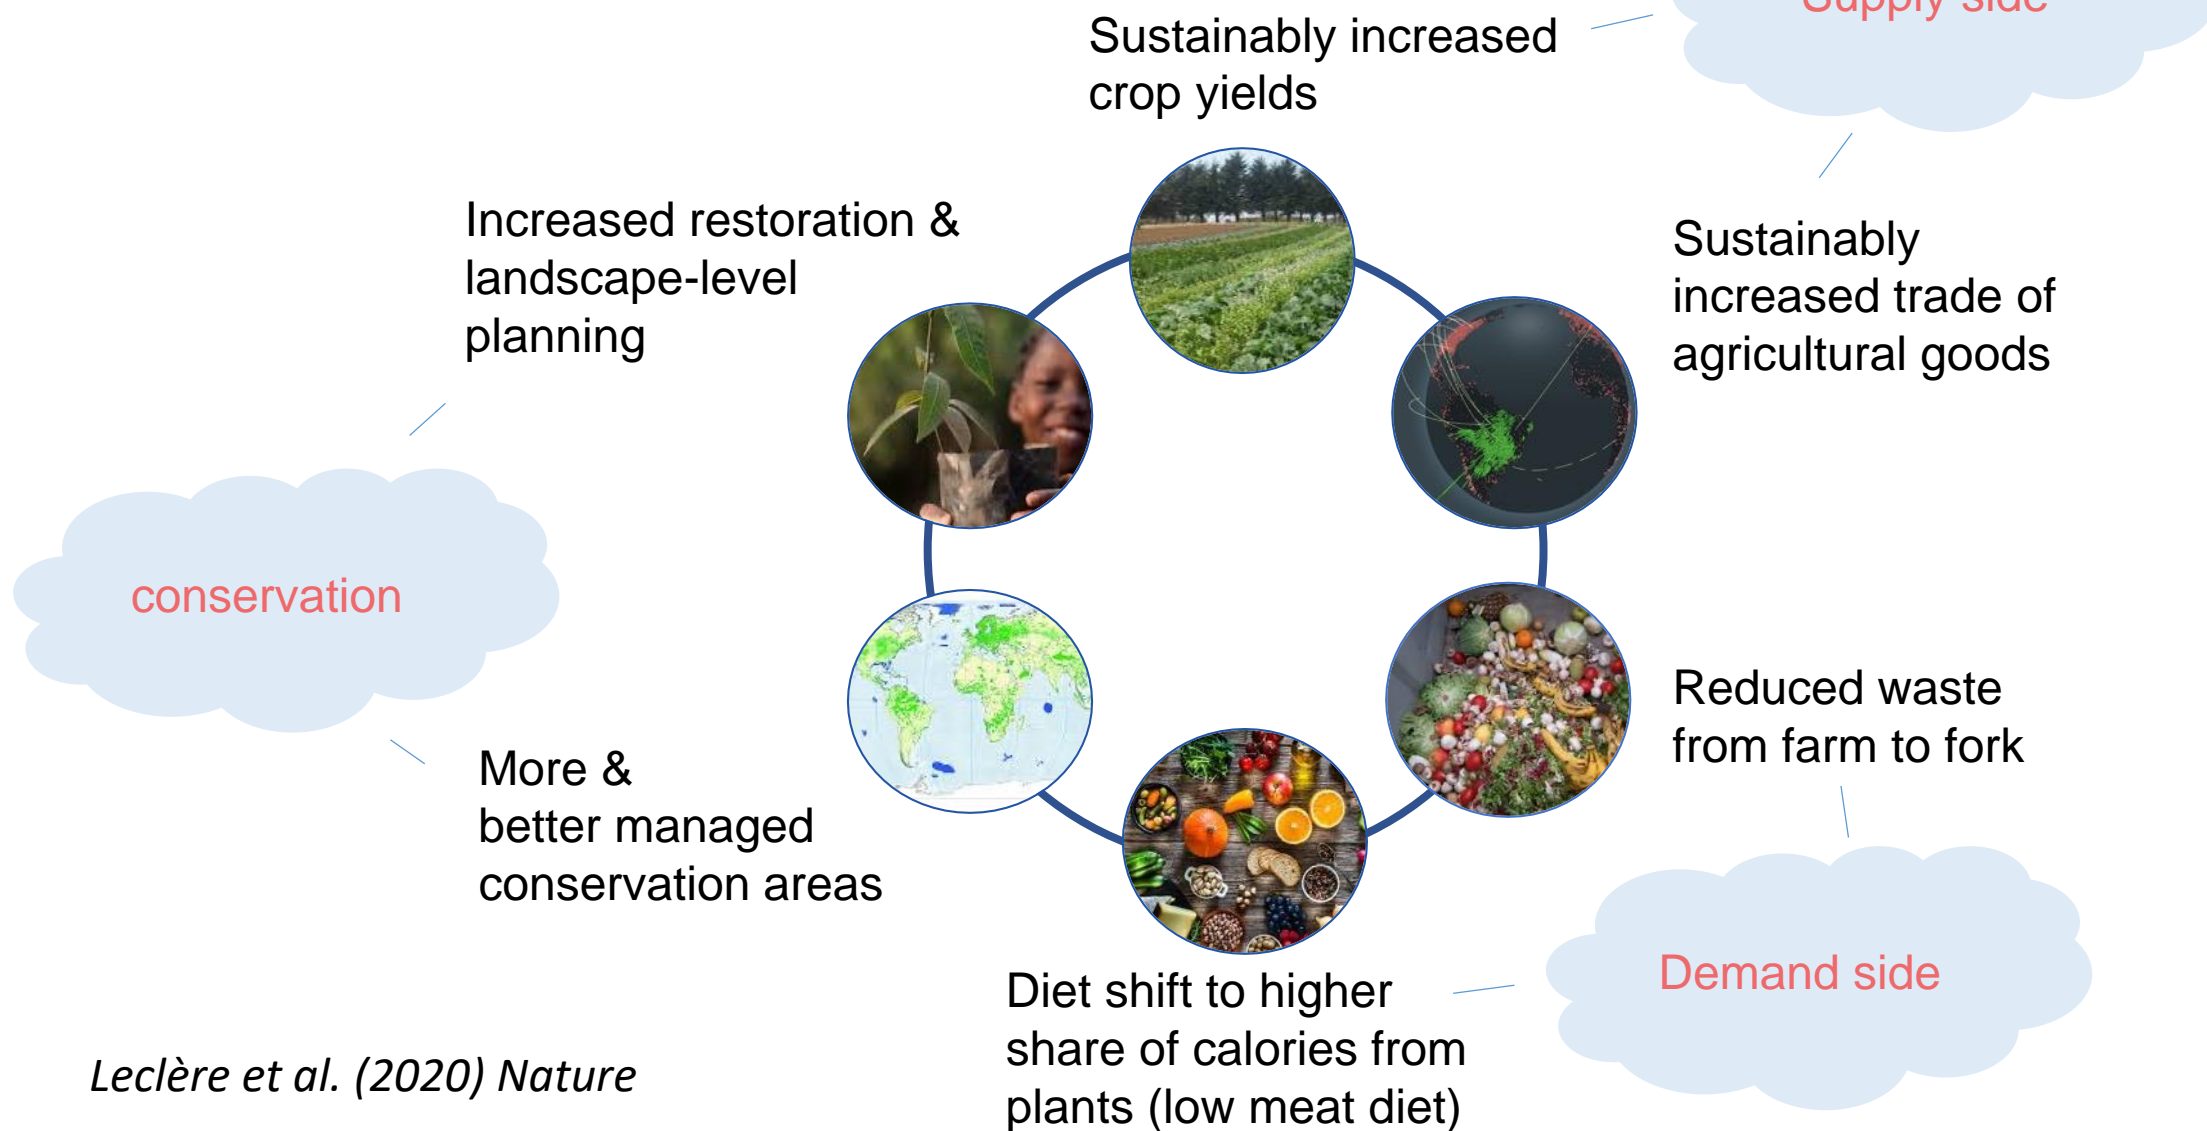 Supply side
Sustainably increased
crop yields
Increased restoration &
landscape-level
planning
Sustainably
increased trade of
agricultural goods
conservation
Reduced waste
from farm to fork
More &
better managed
conservation areas
Demand side
Diet shift to higher
share of calories from
plants (low meat diet)
Leclère et al. (2020) Nature